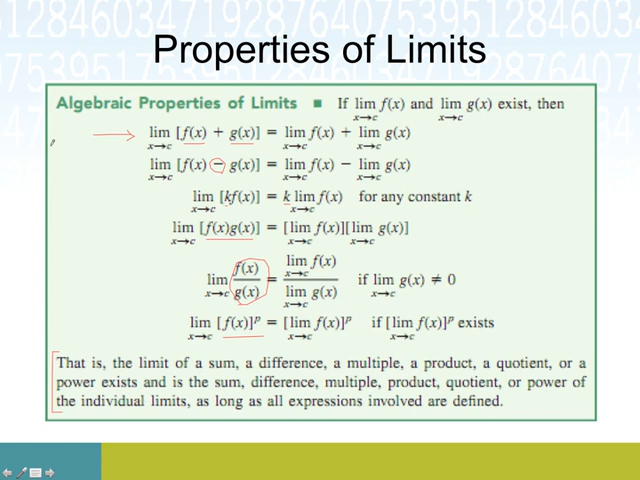 1284603471928764075395128460347
075395 2876407
Properties of Limits
Algebraic Properties of Limits ■ If lim x→c f(x) and lim x→c g(x) exist, then
lim x→c [f(x) + g(x)] = lim x→c f(x) + lim x→c g(x)
lim x→c [f(x) − g(x)] = lim x→c f(x) − lim x→c g(x)
lim x→c [kf(x)] = k lim x→c f(x) for any constant k
lim x→c [f(x)g(x)] = [lim x→c f(x)][lim x→c g(x)]
lim x→c f(x)/g(x) = lim x→c f(x) / lim x→c g(x) if lim x→c g(x) ≠ 0
lim x→c [f(x)]ᵖ = [lim x→c f(x)]ᵖ if [lim x→c f(x)]ᵖ exists
That is, the limit of a sum, a difference, a multiple, a product, a quotient, or a
power exists and is the sum, difference, multiple, product, quotient, or power of
the individual limits, as long as all expressions involved are defined.